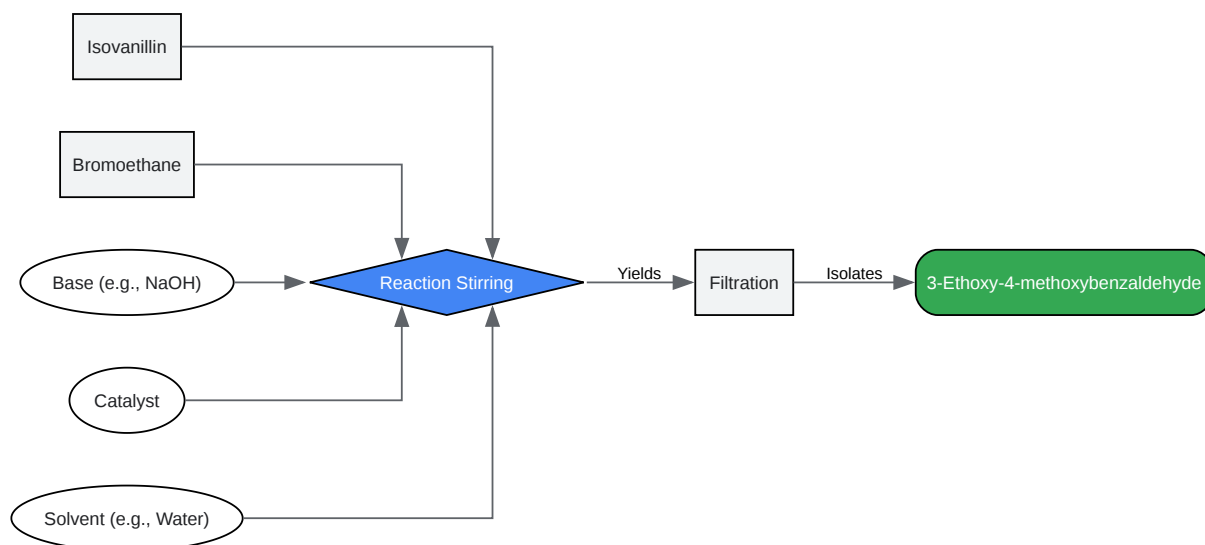 Isovanillin
Bromoethane
Base (e.g., NaOH)
Reaction Stirring
Yields
Filtration
Isolates
3-Ethoxy-4-methoxybenzaldehyde
Catalyst
Solvent (e.g., Water)